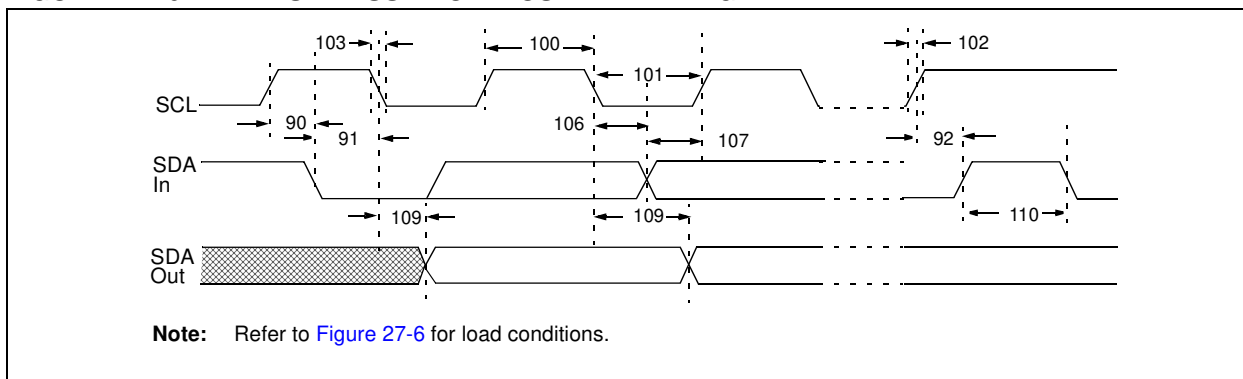 103
100
102
101
SCL
90
106
91
107
92
SDA
In
109
109
110
SDA
Out
Note: Refer to Figure 27-6 for load conditions.